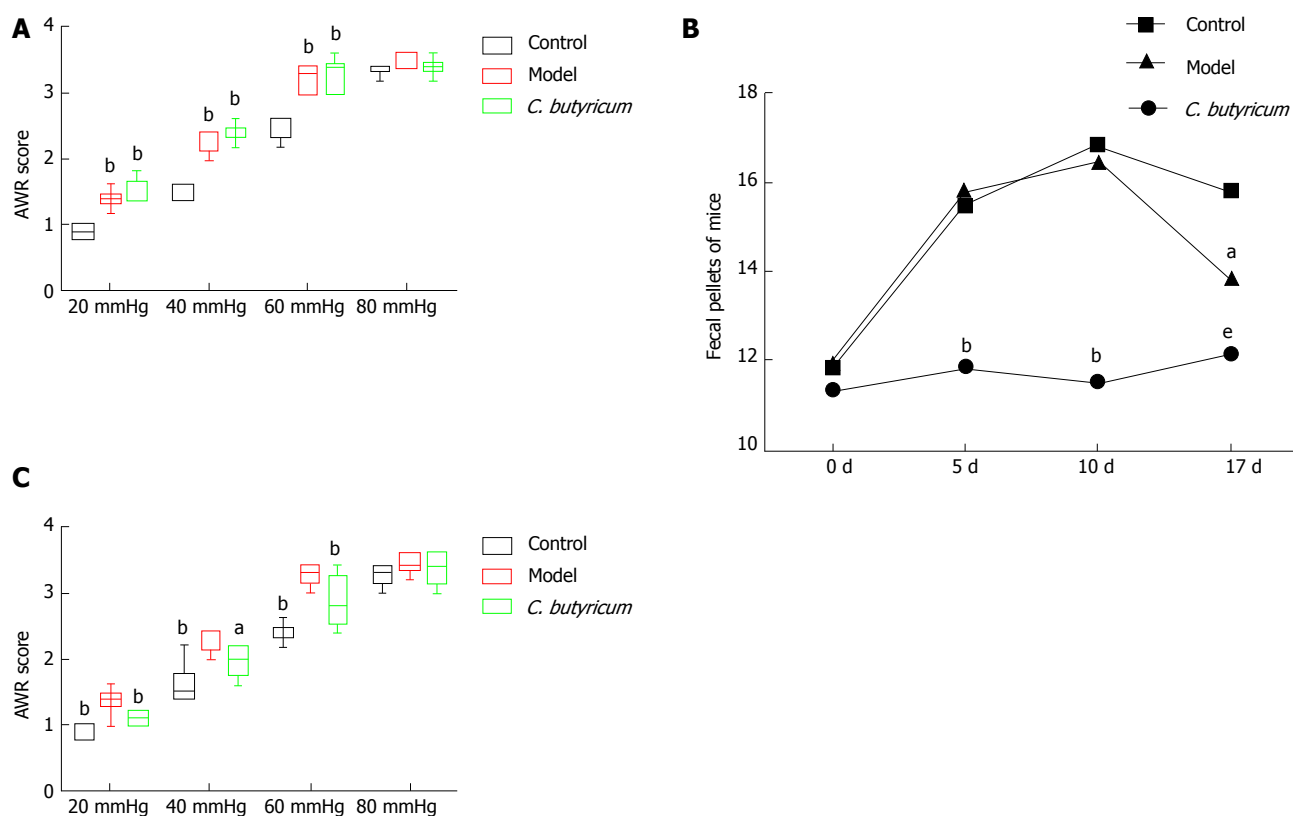 A
4
3
2
1
0
AWR score
b
b
b
b
b
b
20 mmHg 40 mmHg 60 mmHg 80 mmHg
Control
Model
C. butyricum
B
Control
Model
C. butyricum
18
16
14
12
10
Fecal pellets of mice
a
b
b
e
0 d 5 d 10 d 17 d
C
4
3
2
1
0
AWR score
b
b
b
a
b
b
20 mmHg 40 mmHg 60 mmHg 80 mmHg
Control
Model
C. butyricum